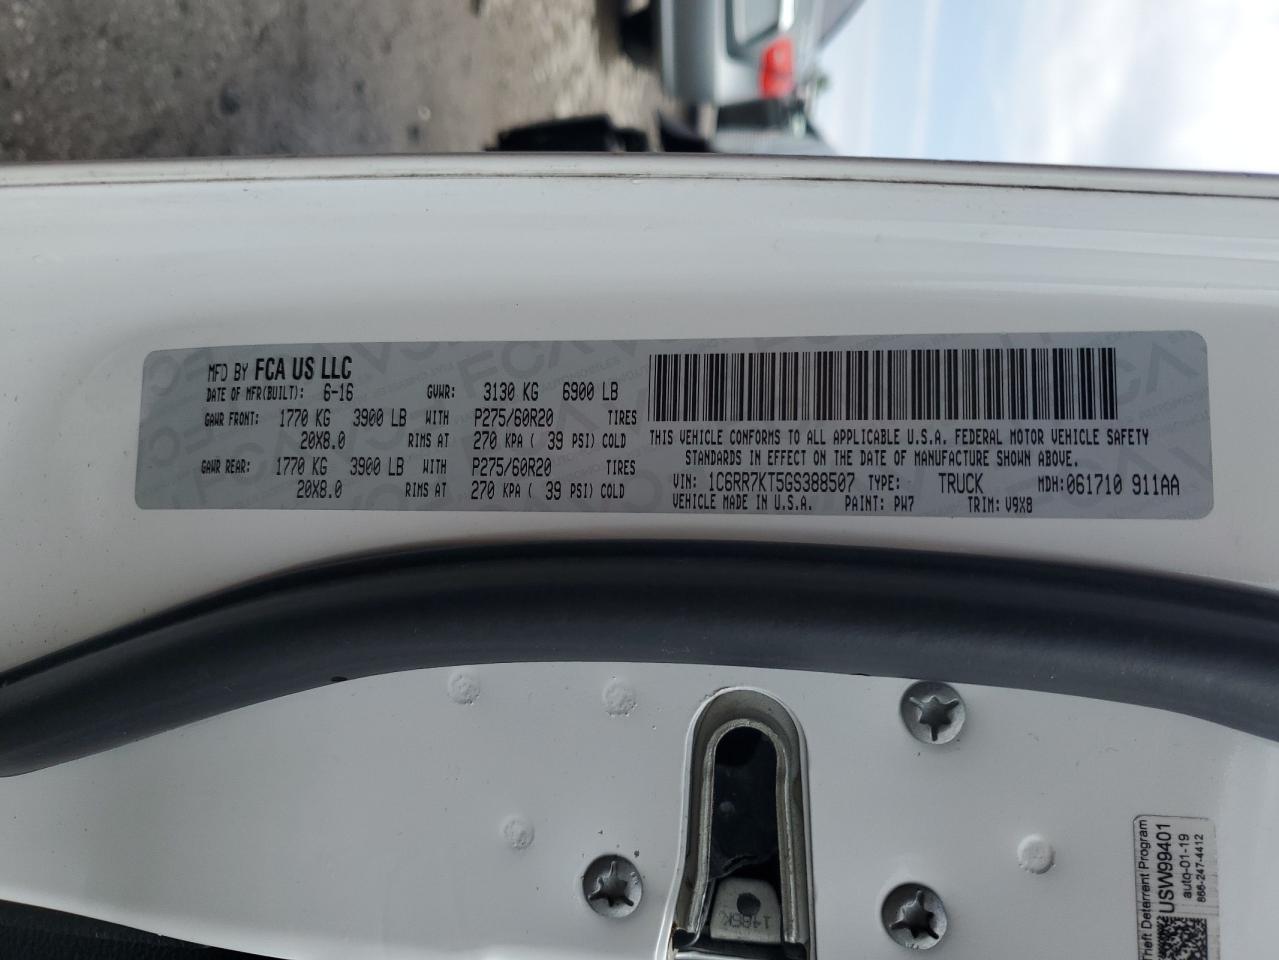 MFD BY FCA US LLC
DATE OF MFR(BUILT): 6-16 GVWR: 3130 KG 6900 LB
GAWR FRONT: 1770 KG 3900 LB WITH P275/60R20 TIRES
20X8.0 RIMS AT 270 KPA ( 39 PSI) COLD
GAWR REAR: 1770 KG 3900 LB WITH P275/60R20 TIRES
20X8.0 RIMS AT 270 KPA ( 39 PSI) COLD
THIS VEHICLE CONFORMS TO ALL APPLICABLE U.S.A. FEDERAL MOTOR VEHICLE SAFETY
STANDARDS IN EFFECT ON THE DATE OF MANUFACTURE SHOWN ABOVE.
VIN: 1C6RR7KT5GS388507 TYPE: TRUCK MDH:061710 911AA
VEHICLE MADE IN U.S.A. PAINT: PW7 TRIM: V9X8
Theft Deterrent Program
USW99401
auto-01-19
866-247-4412